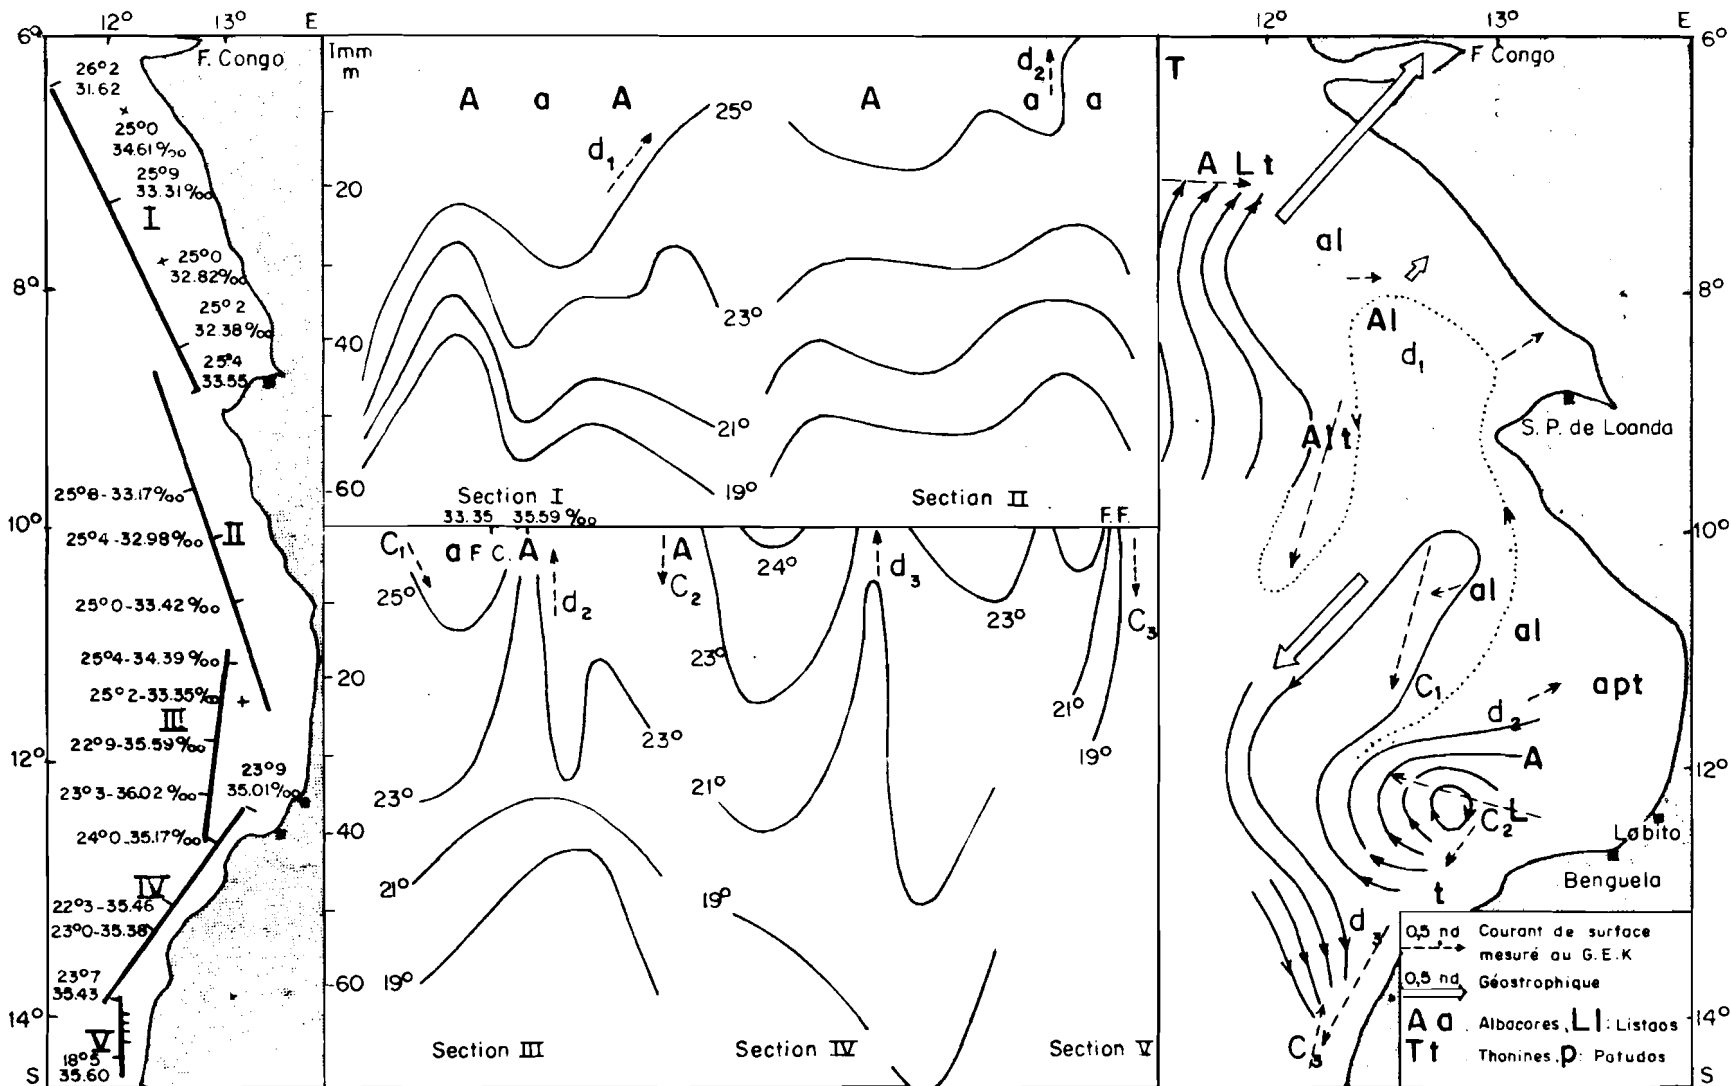 12° 13° E
6°
F. Congo
26°2
31.62
25°0
34.61‰
25°9
33.31‰
I
25°0
32.82‰
8°
25°2
32.38‰
25°4
33.55
25°8-33.17‰
10°
II
25°4-32.98‰
25°0-33.42‰
25°4-34.39‰
25°2-33.35‰
III
22°9-35.59‰
12°
23°9
35.01‰
23°3-36.02‰
24°0-35.17‰
IV
22°3-35.46
23°0-35.38
23°7
35.43
14°
V
18°5
35.60
S
Imm
m
A a A A a a
d2
25°
d1
20
23°
40
21°
60
19°
Section I
Section II
33.35 35.59‰
F.F.
C1 a F C. A
A
24°
d3
25°
d2
C2
23°
C3
23°
20
23°
21°
19°
23°
21°
40
21°
19°
19°
60
Section III
Section IV
Section V
12° 13° E
6°
T
F Congo
A L t
al
8°
Al
d1
Alt
S. P. de Loanda
10°
al
al
C1
apt
d2
12°
A
C2 L
Lobito
Benguela
t
d3
14°
C3
0,5 nd Courant de surface
mesuré au G.E.K
0,5 nd Géostrophique
A a Albacores, L l: Listaos
T t Thonines, p: Patudos
S